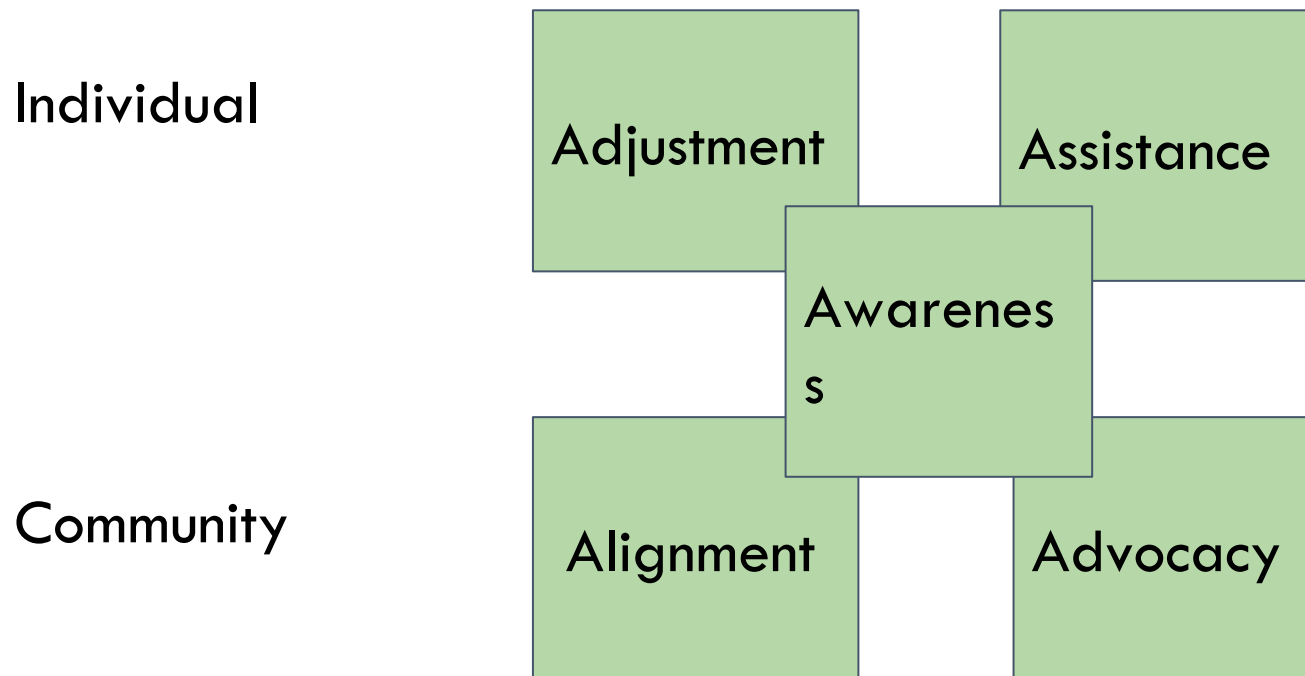 Individual
Adjustment
Assistance
Awarenes
s
Community
Alignment
Advocacy